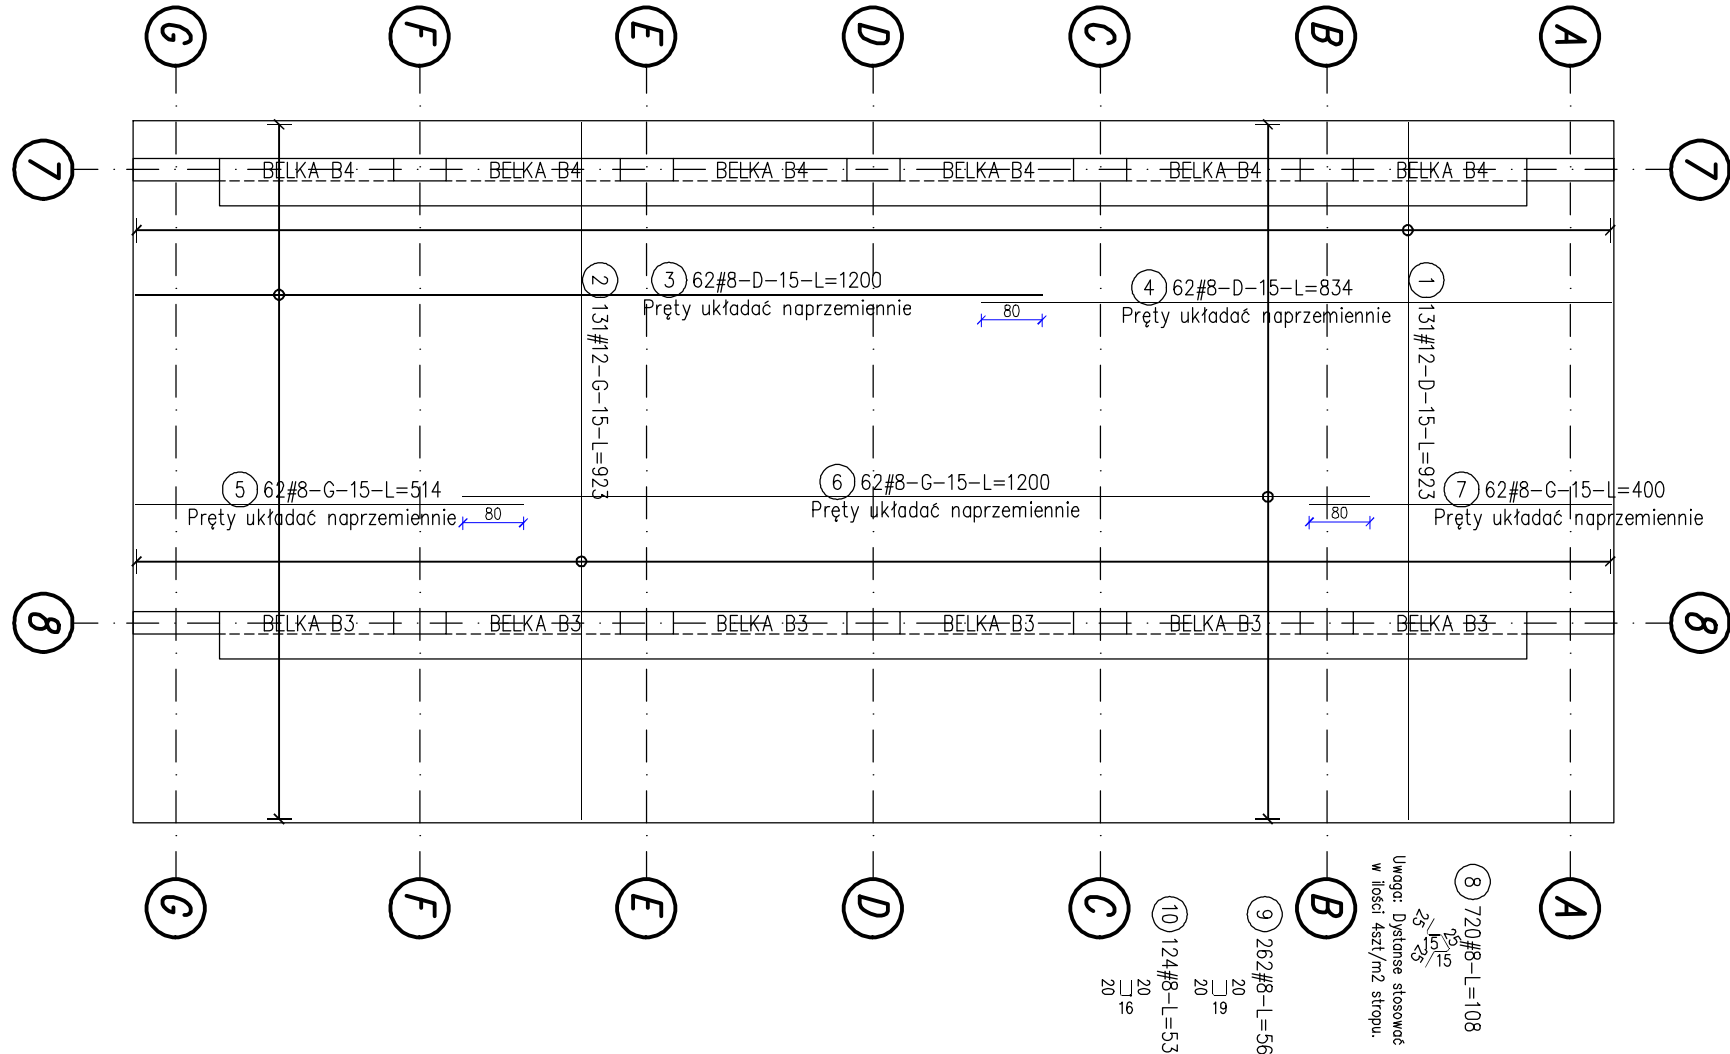 G F E D C B A
7 BELKA B4 BELKA B4 BELKA B4 BELKA B4 BELKA B4 BELKA B4 7
3 62#8-D-15-L=1200
Pręty układać naprzemiennie
80
4 62#8-D-15-L=834
Pręty układać naprzemiennie
2 131#12-G-15-L=923
1 131#12-D-15-L=923
5 62#8-G-15-L=514
Pręty układać naprzemiennie
80
6 62#8-G-15-L=1200
Pręty układać naprzemiennie
80
7 62#8-G-15-L=400
Pręty układać naprzemiennie
8 BELKA B3 BELKA B3 BELKA B3 BELKA B3 BELKA B3 BELKA B3 8
G F E D C B A
8 720#8-L=108
25 25
15
25 15
Uwaga: Dystanse stosować
w ilości 4szt/m2 stropu.
9 262#8-L=56
20 20
19
10 124#8-L=53
20 20
16